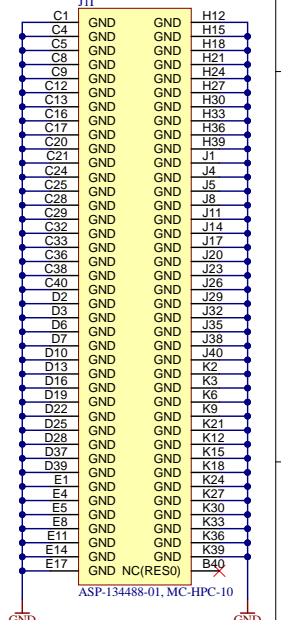 J11
C1 GND GND H12
C4 GND GND H15
C5 GND GND H18
C8 GND GND H21
C9 GND GND H24
C12 GND GND H27
C13 GND GND H30
C16 GND GND H33
C17 GND GND H36
C20 GND GND H39
C21 GND GND J1
C24 GND GND J4
C25 GND GND J5
C28 GND GND J8
C29 GND GND J11
C32 GND GND J14
C33 GND GND J17
C36 GND GND J20
C38 GND GND J23
C40 GND GND J26
D2 GND GND J29
D3 GND GND J32
D6 GND GND J35
D7 GND GND J38
D10 GND GND J40
D13 GND GND K2
D16 GND GND K3
D19 GND GND K6
D22 GND GND K9
D25 GND GND K21
D28 GND GND K12
D37 GND GND K15
D39 GND GND K18
E1 GND GND K24
E4 GND GND K27
E5 GND GND K30
E8 GND GND K33
E11 GND GND K36
E14 GND GND K39
E17 GND NC(RES0) B40
ASP-134488-01, MC-HPC-10
GND GND